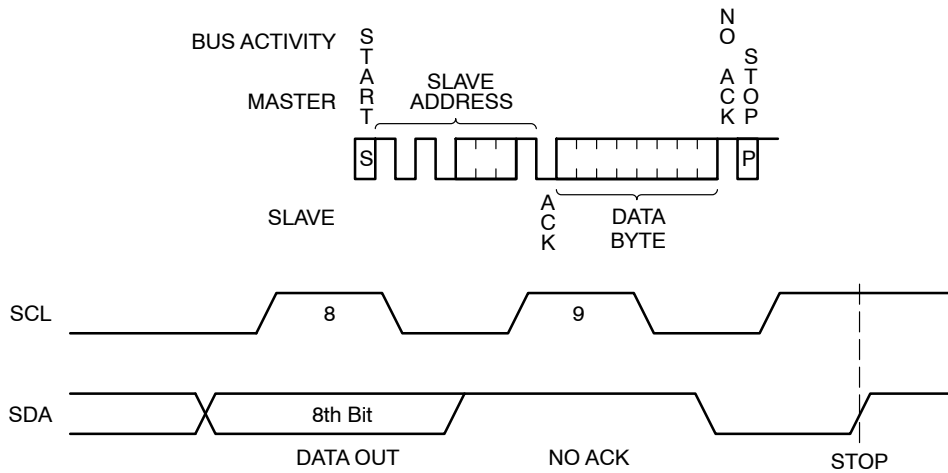 BUS ACTIVITY
MASTER
START
SLAVE
ADDRESS
NO ACK
STOP
S
P
SLAVE
ACK
DATA
BYTE
SCL
8
9
SDA
8th Bit
DATA OUT
NO ACK
STOP